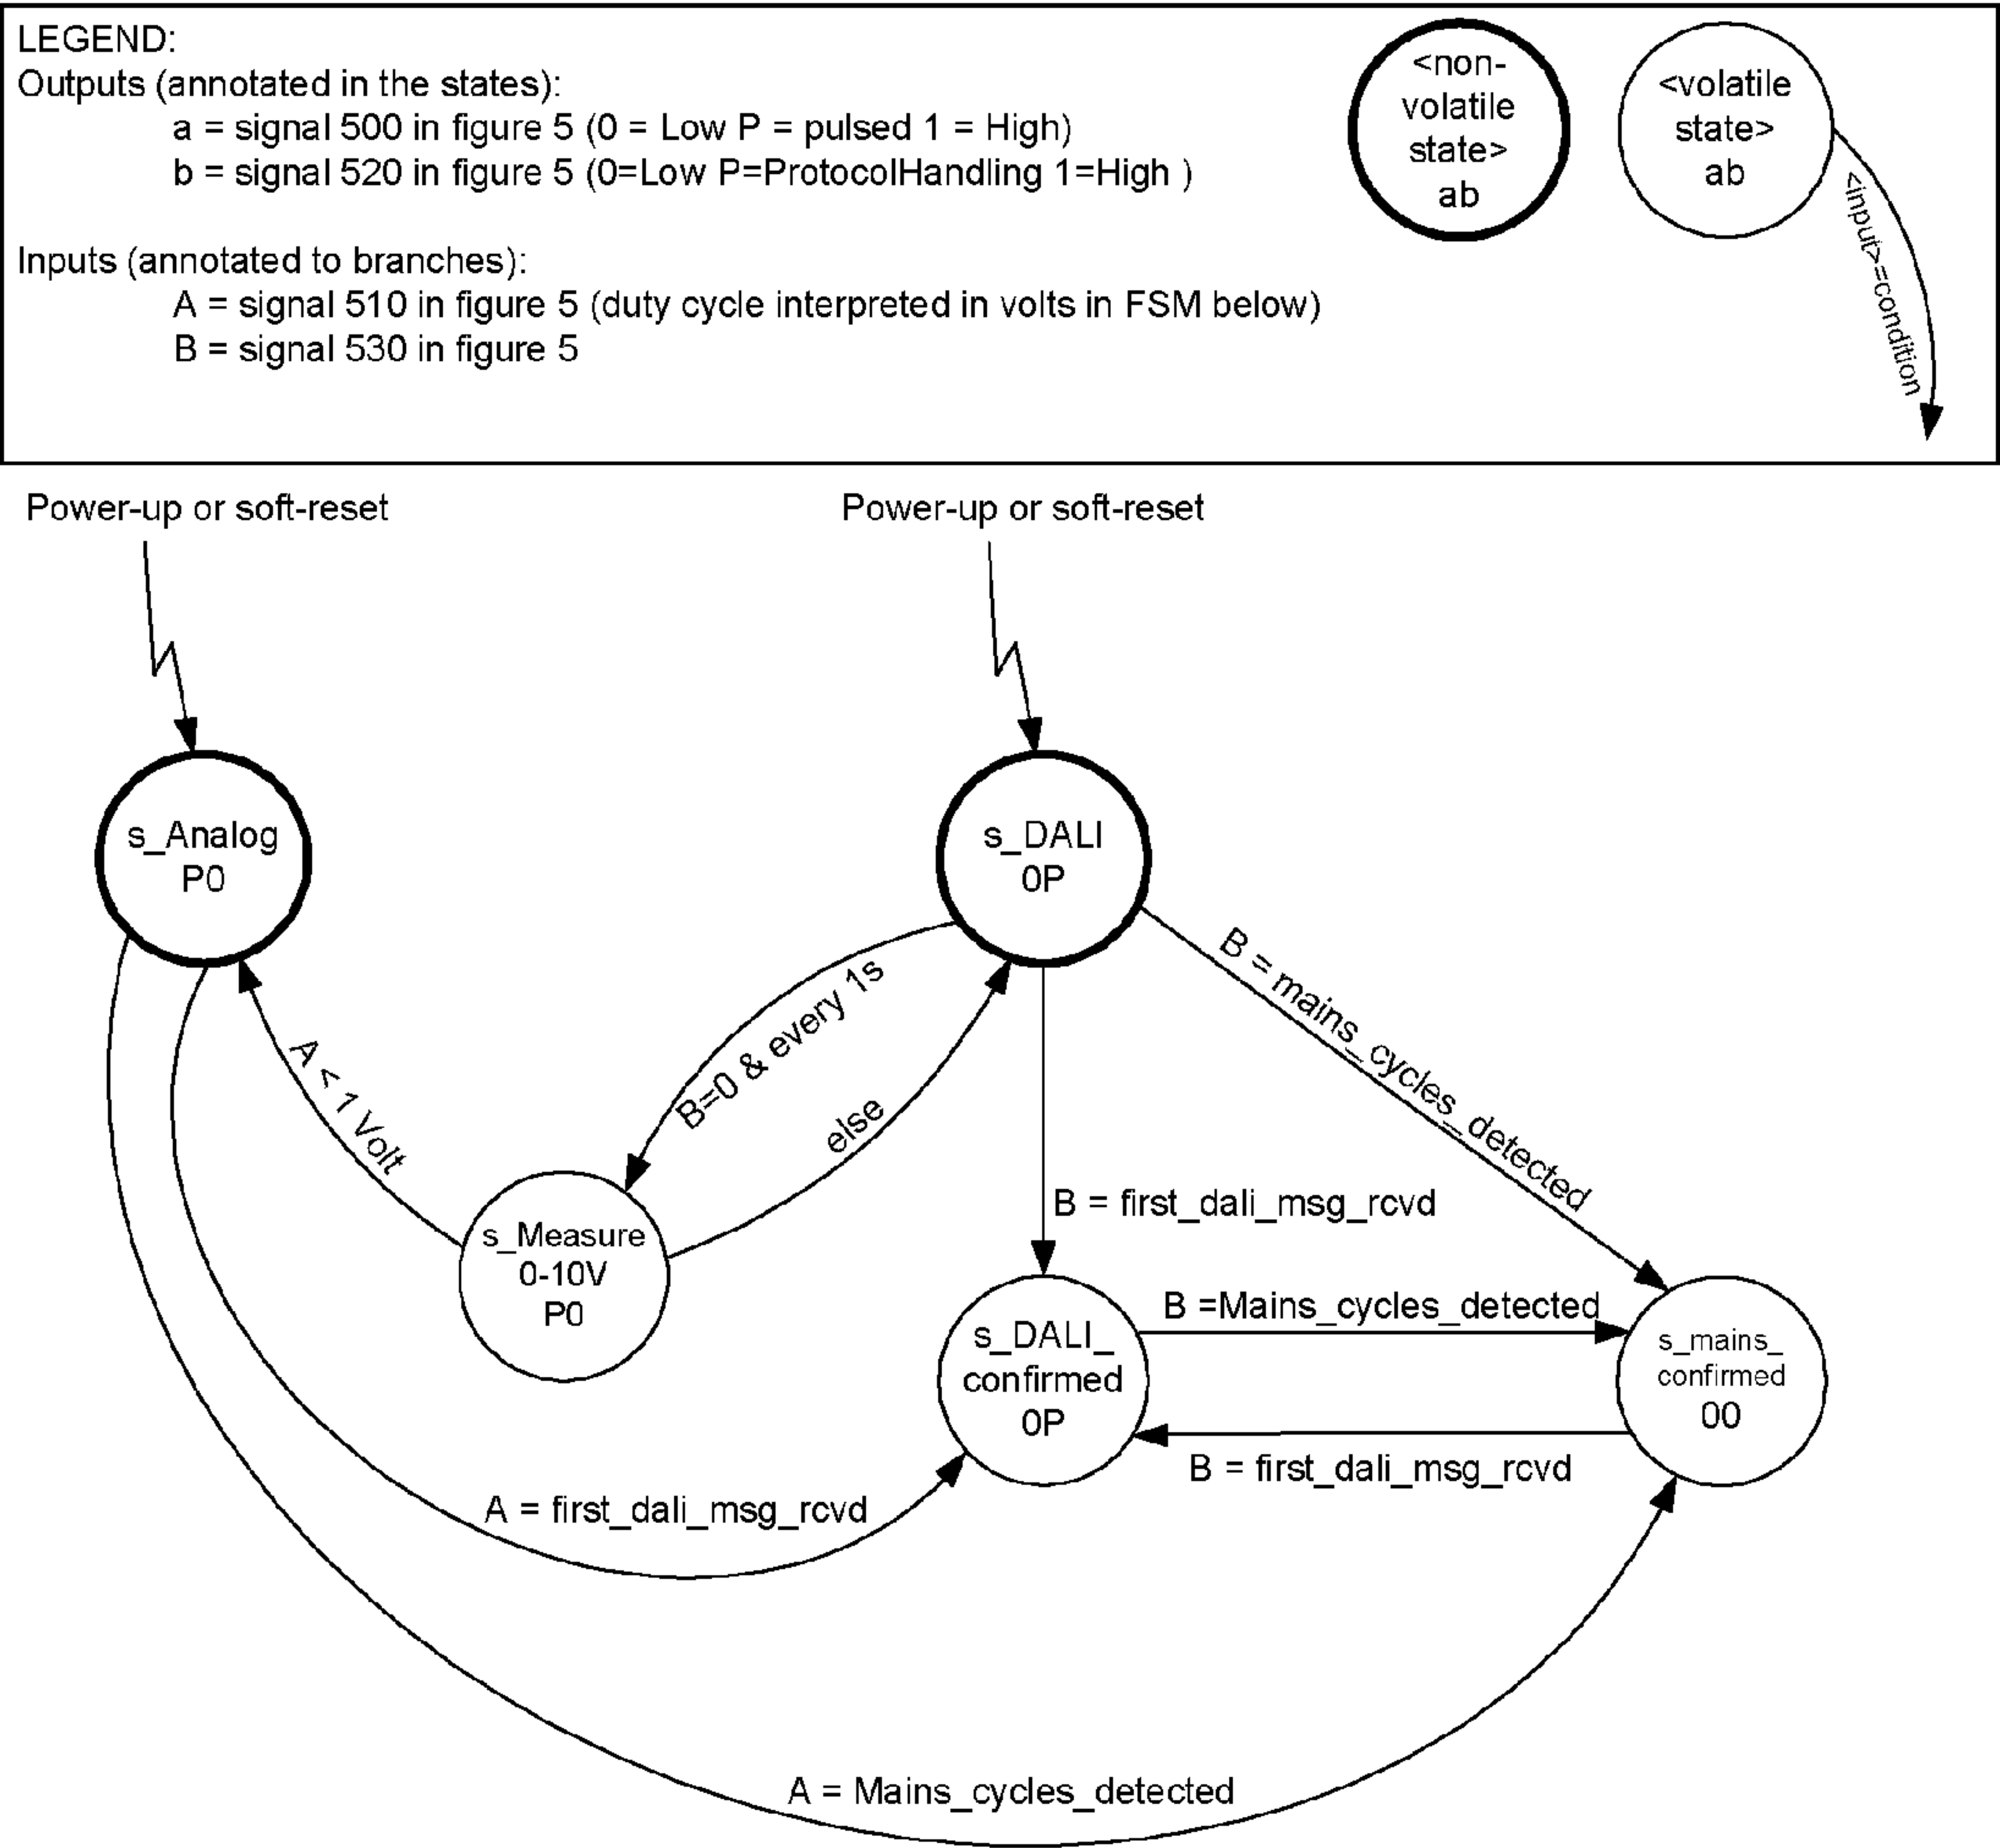 LEGEND:
Outputs (annotated in the states):
a = signal 500 in figure 5 (0 = Low P = pulsed 1 = High)
b = signal 520 in figure 5 (0=Low P=ProtocolHandling 1=High )
Inputs (annotated to branches):
A = signal 510 in figure 5 (duty cycle interpreted in volts in FSM below)
B = signal 530 in figure 5
<non-
volatile
state>
ab
<volatile
state>
ab
<input>=condition
Power-up or soft-reset
Power-up or soft-reset
s_Analog
P0
s_DALI
0P
B = mains_cycles_detected
B=0 & every 1s
A < 1 Volt
else
B = first_dali_msg_rcvd
s_Measure
0-10V
P0
s_DALI_
confirmed
0P
B =Mains_cycles_detected
s_mains_
confirmed
00
B = first_dali_msg_rcvd
A = first_dali_msg_rcvd
A = Mains_cycles_detected